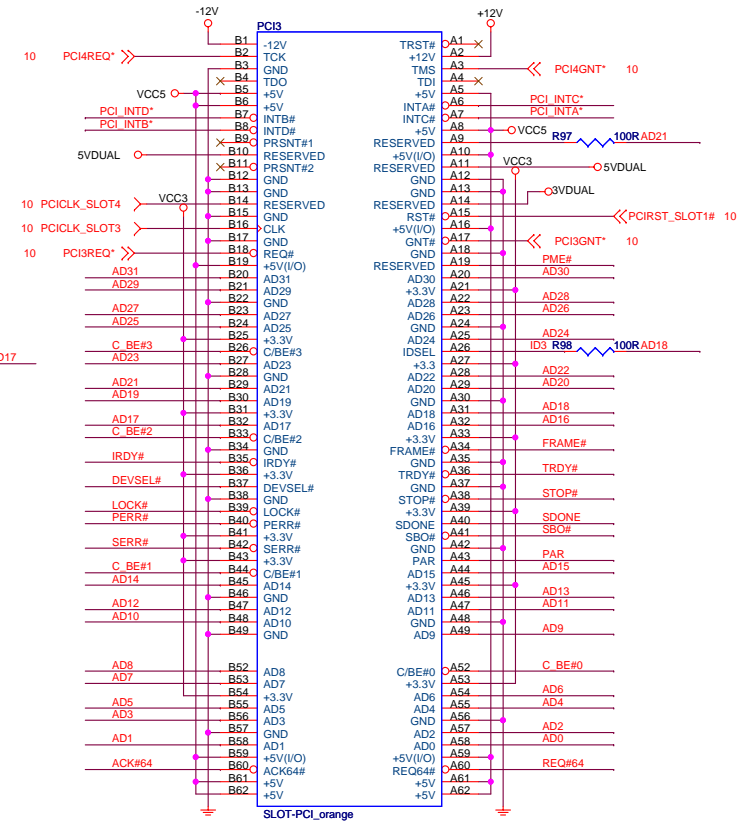 -12V +12V
PCI3
B1 -12V TRST# A1
10 PCI4REQ* B2 TCK +12V A2
B3 GND TMS A3 PCI4GNT* 10
B4 TDO TDI A4
VCC5 B5 +5V +5V A5
B6 +5V INTA# A6 PCI_INTC*
PCI_INTD* B7 INTB# INTC# A7 PCI_INTA*
PCI_INTB* B8 INTD# +5V A8 VCC5
B9 PRSNT#1 RESERVED A9 R97 100R AD21
5VDUAL B10 RESERVED +5V(I/O) A10
B11 PRSNT#2 RESERVED A11 VCC3 5VDUAL
B12 GND GND A12
B13 GND GND A13
10 PCICLK_SLOT4 VCC3 B14 RESERVED RESERVED A14 3VDUAL
B15 GND RST# A15 PCIRST_SLOT1# 10
10 PCICLK_SLOT3 B16 CLK +5V(I/O) A16
B17 GND GNT# A17 PCI3GNT* 10
10 PCI3REQ* B18 REQ# GND A18
B19 +5V(I/O) RESERVED A19 PME#
AD31 B20 AD31 AD30 A20 AD30
AD29 B21 AD29 +3.3V A21
B22 GND AD28 A22 AD28
AD27 B23 AD27 AD26 A23 AD26
AD25 B24 AD25 GND A24
B25 +3.3V AD24 A25 AD24
C_BE#3 B26 C/BE#3 IDSEL A26 ID3 R98 100R AD18
D17 AD23 B27 AD23 +3.3 A27
B28 GND AD22 A28 AD22
AD21 B29 AD21 AD20 A29 AD20
AD19 B30 AD19 GND A30
B31 +3.3V AD18 A31 AD18
AD17 B32 AD17 AD16 A32 AD16
C_BE#2 B33 C/BE#2 +3.3V A33
B34 GND FRAME# A34 FRAME#
IRDY# B35 IRDY# GND A35
B36 +3.3V TRDY# A36 TRDY#
DEVSEL# B37 DEVSEL# GND A37
B38 GND STOP# A38 STOP#
LOCK# B39 LOCK# +3.3V A39
PERR# B40 PERR# SDONE A40 SDONE
B41 +3.3V SBO# A41 SBO#
SERR# B42 SERR# GND A42
B43 +3.3V PAR A43 PAR
C_BE#1 B44 C/BE#1 AD15 A44 AD15
AD14 B45 AD14 +3.3V A45
B46 GND AD13 A46 AD13
AD12 B47 AD12 AD11 A47 AD11
AD10 B48 AD10 GND A48
B49 GND AD9 A49 AD9
AD8 B52 AD8 C/BE#0 A52 C_BE#0
AD7 B53 AD7 +3.3V A53
B54 +3.3V AD6 A54 AD6
AD5 B55 AD5 AD4 A55 AD4
AD3 B56 AD3 GND A56
B57 GND AD2 A57 AD2
AD1 B58 AD1 AD0 A58 AD0
B59 +5V(I/O) +5V(I/O) A59
ACK#64 B60 ACK64# REQ64# A60 REQ#64
B61 +5V +5V A61
B62 +5V +5V A62
SLOT-PCI_orange